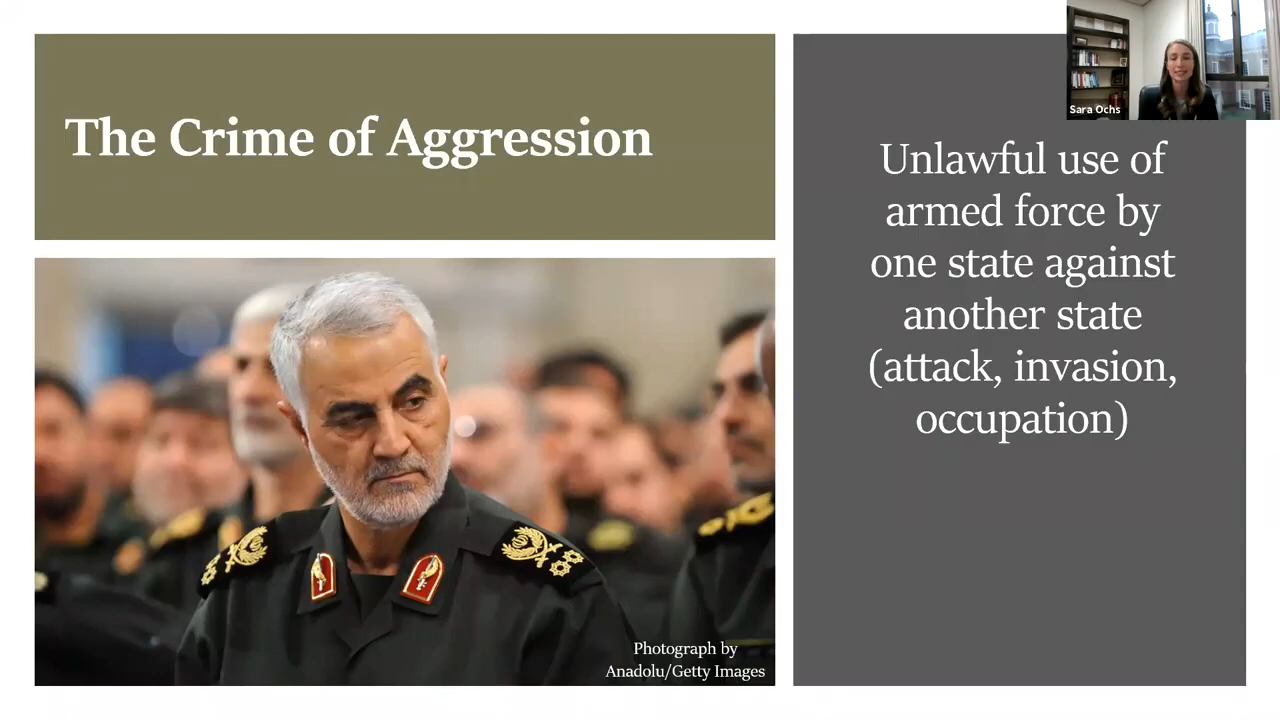 The Crime of Aggression
Sara Ochs
Unlawful use of
armed force by
one state against
another state
(attack, invasion,
occupation)
Photograph by
Anadolu/Getty Images